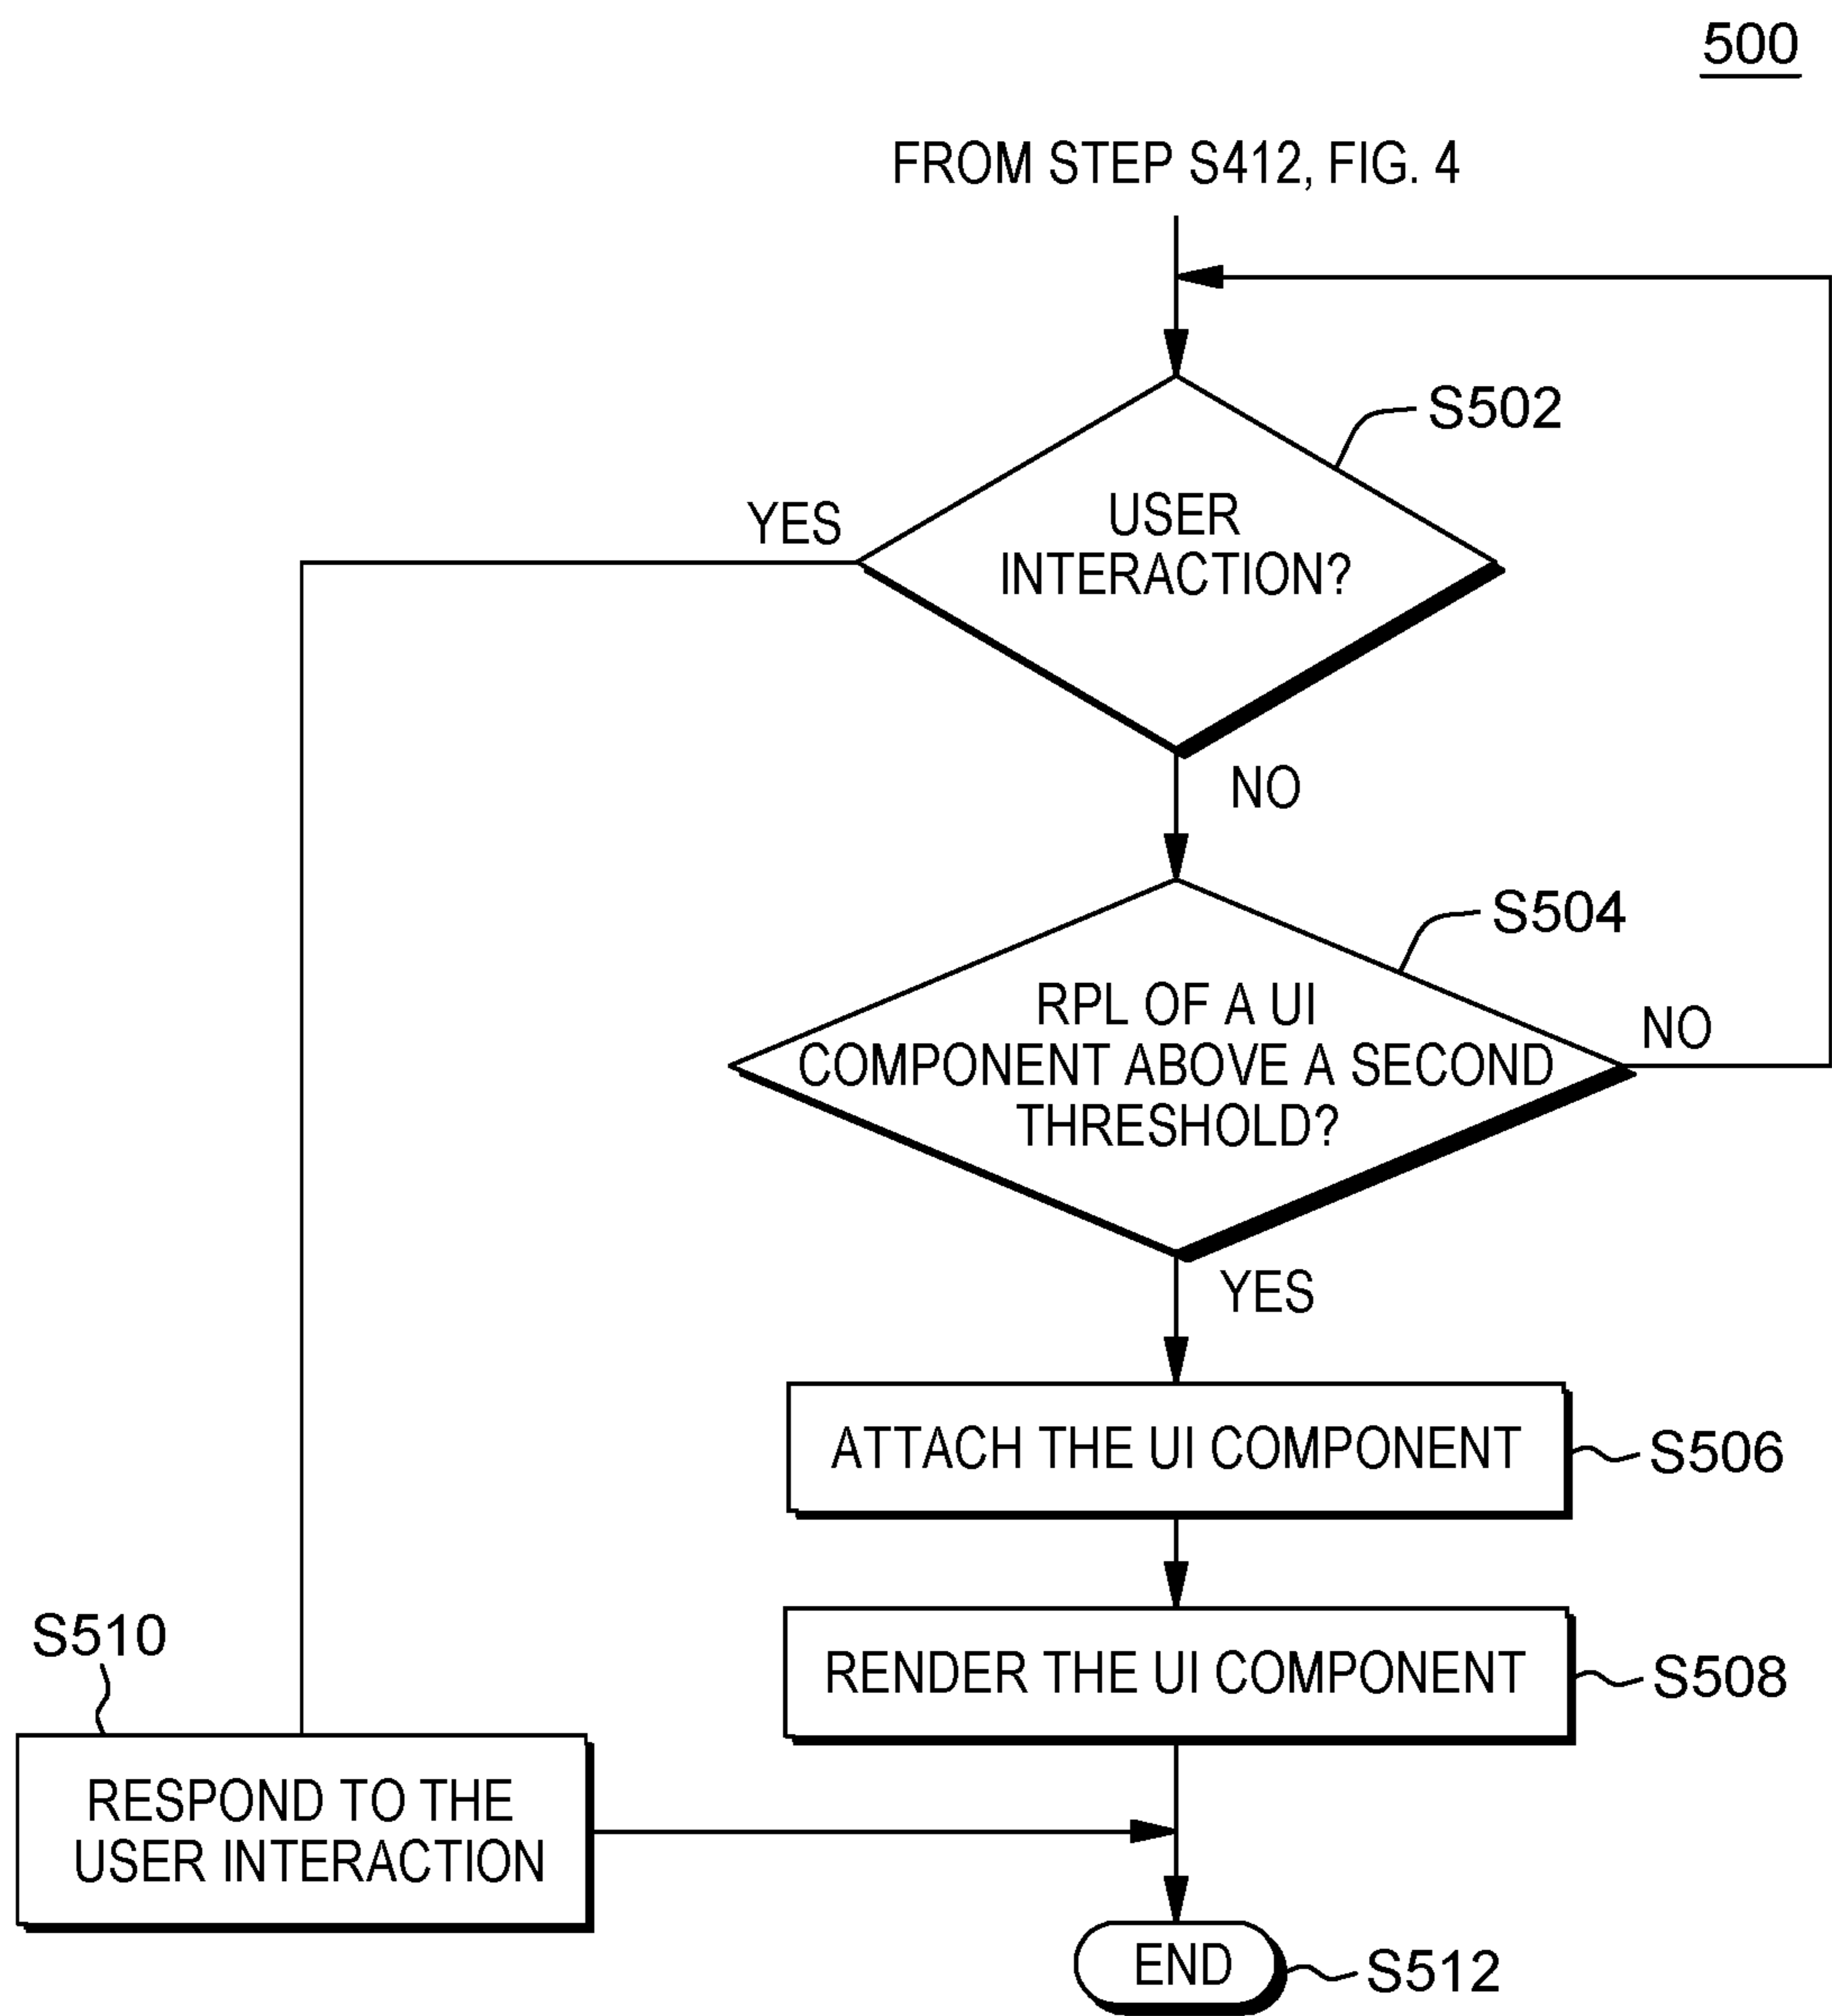 500
FROM STEP S412, FIG. 4
S502
YES
USER
INTERACTION?
NO
S504
RPL OF A UI
COMPONENT ABOVE A SECOND
THRESHOLD?
NO
YES
ATTACH THE UI COMPONENT
S506
S510
RENDER THE UI COMPONENT
S508
RESPOND TO THE
USER INTERACTION
END
S512